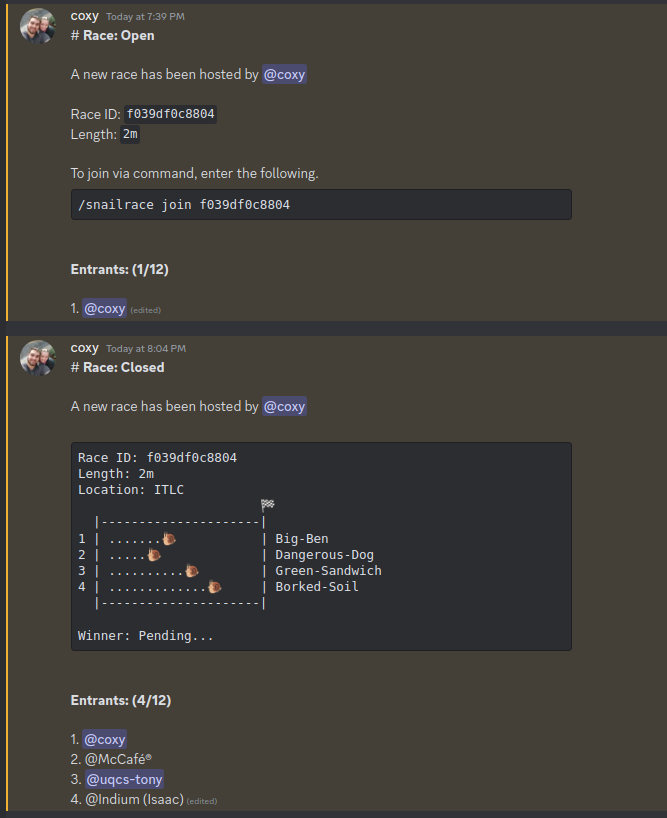 coxy Today at 7:39 PM
# Race: Open
A new race has been hosted by @coxy
Race ID: f039df0c8804
Length: 2m
To join via command, enter the following.
/snailrace join f039df0c8804
Entrants: (1/12)
1. @coxy (edited)
coxy Today at 8:04 PM
# Race: Closed
A new race has been hosted by @coxy
Race ID: f039df0c8804
Length: 2m
Location: ITLC
🏁
|---------------------|
1 | .......🐌 | Big-Ben
2 | .....🐌 | Dangerous-Dog
3 | ..........🐌 | Green-Sandwich
4 | .............🐌 | Borked-Soil
|---------------------|
Winner: Pending...
Entrants: (4/12)
1. @coxy
2. @McCafé®
3. @uqcs-tony
4. @Indium (Isaac) (edited)